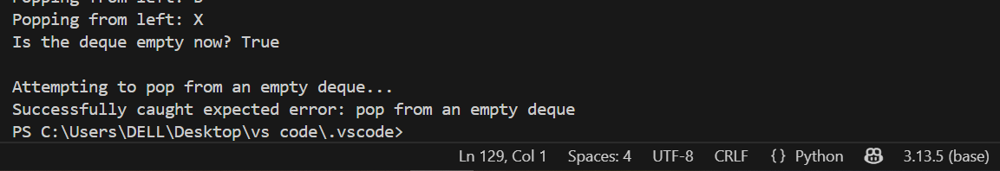 Popping from left: D
Popping from left: X
Is the deque empty now? True
Attempting to pop from an empty deque...
Successfully caught expected error: pop from an empty deque
PS C:\Users\DELL\Desktop\vs code\.vscode>
Ln 129, Col 1 Spaces: 4 UTF-8 CRLF {} Python 3.13.5 (base)